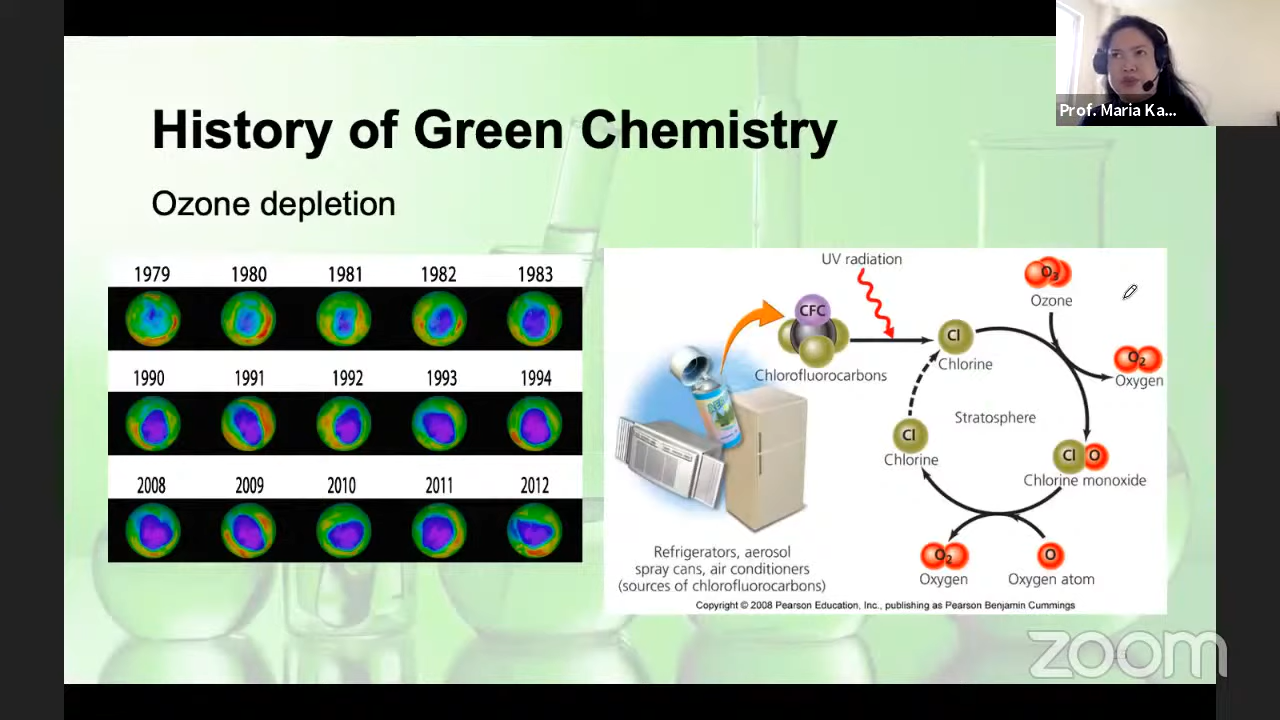 Prof. Maria Ka...
History of Green Chemistry
Ozone depletion
1979 1980 1981 1982 1983
1990 1991 1992 1993 1994
2008 2009 2010 2011 2012
UV radiation
O3
Ozone
CFC
Chlorofluorocarbons
Cl
Chlorine
O2
Oxygen
Stratosphere
Cl
Chlorine
Cl O
Chlorine monoxide
O2
Oxygen
O
Oxygen atom
Refrigerators, aerosol
spray cans, air conditioners
(sources of chlorofluorocarbons)
Copyright © 2008 Pearson Education, Inc., publishing as Pearson Benjamin Cummings
zoom